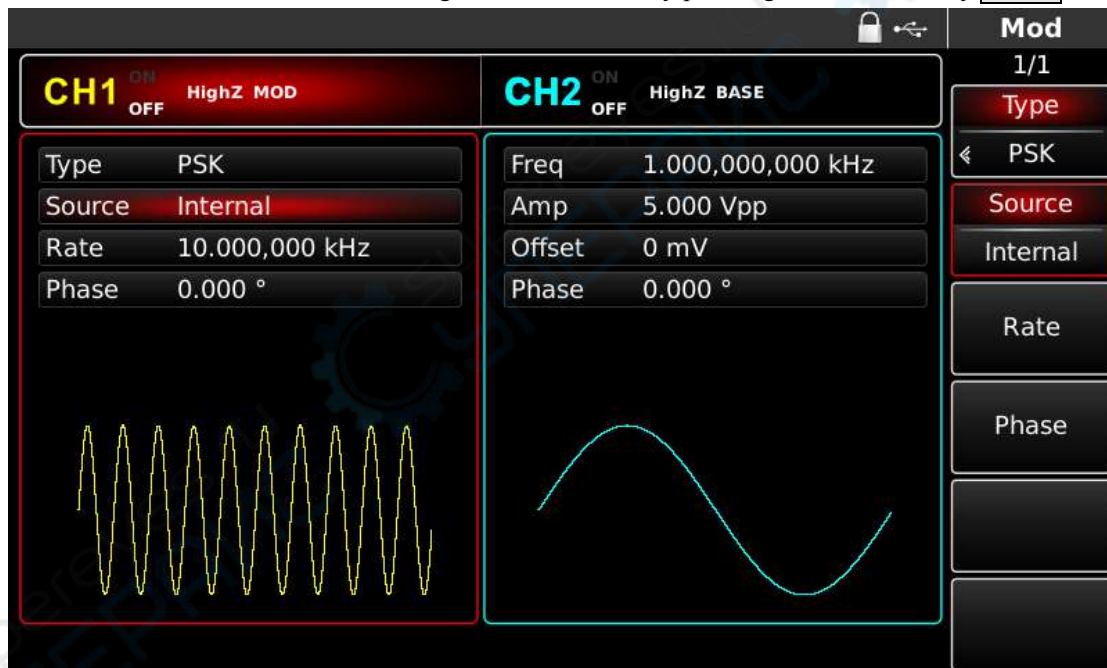 Mod
1/1
CH1 ON OFF HighZ MOD
CH2 ON OFF HighZ BASE
Type PSK
Source Internal
Rate 10.000,000 kHz
Phase 0.000 °
Freq 1.000,000,000 kHz
Amp 5.000 Vpp
Offset 0 mV
Phase 0.000 °
Type
PSK
Source
Internal
Rate
Phase